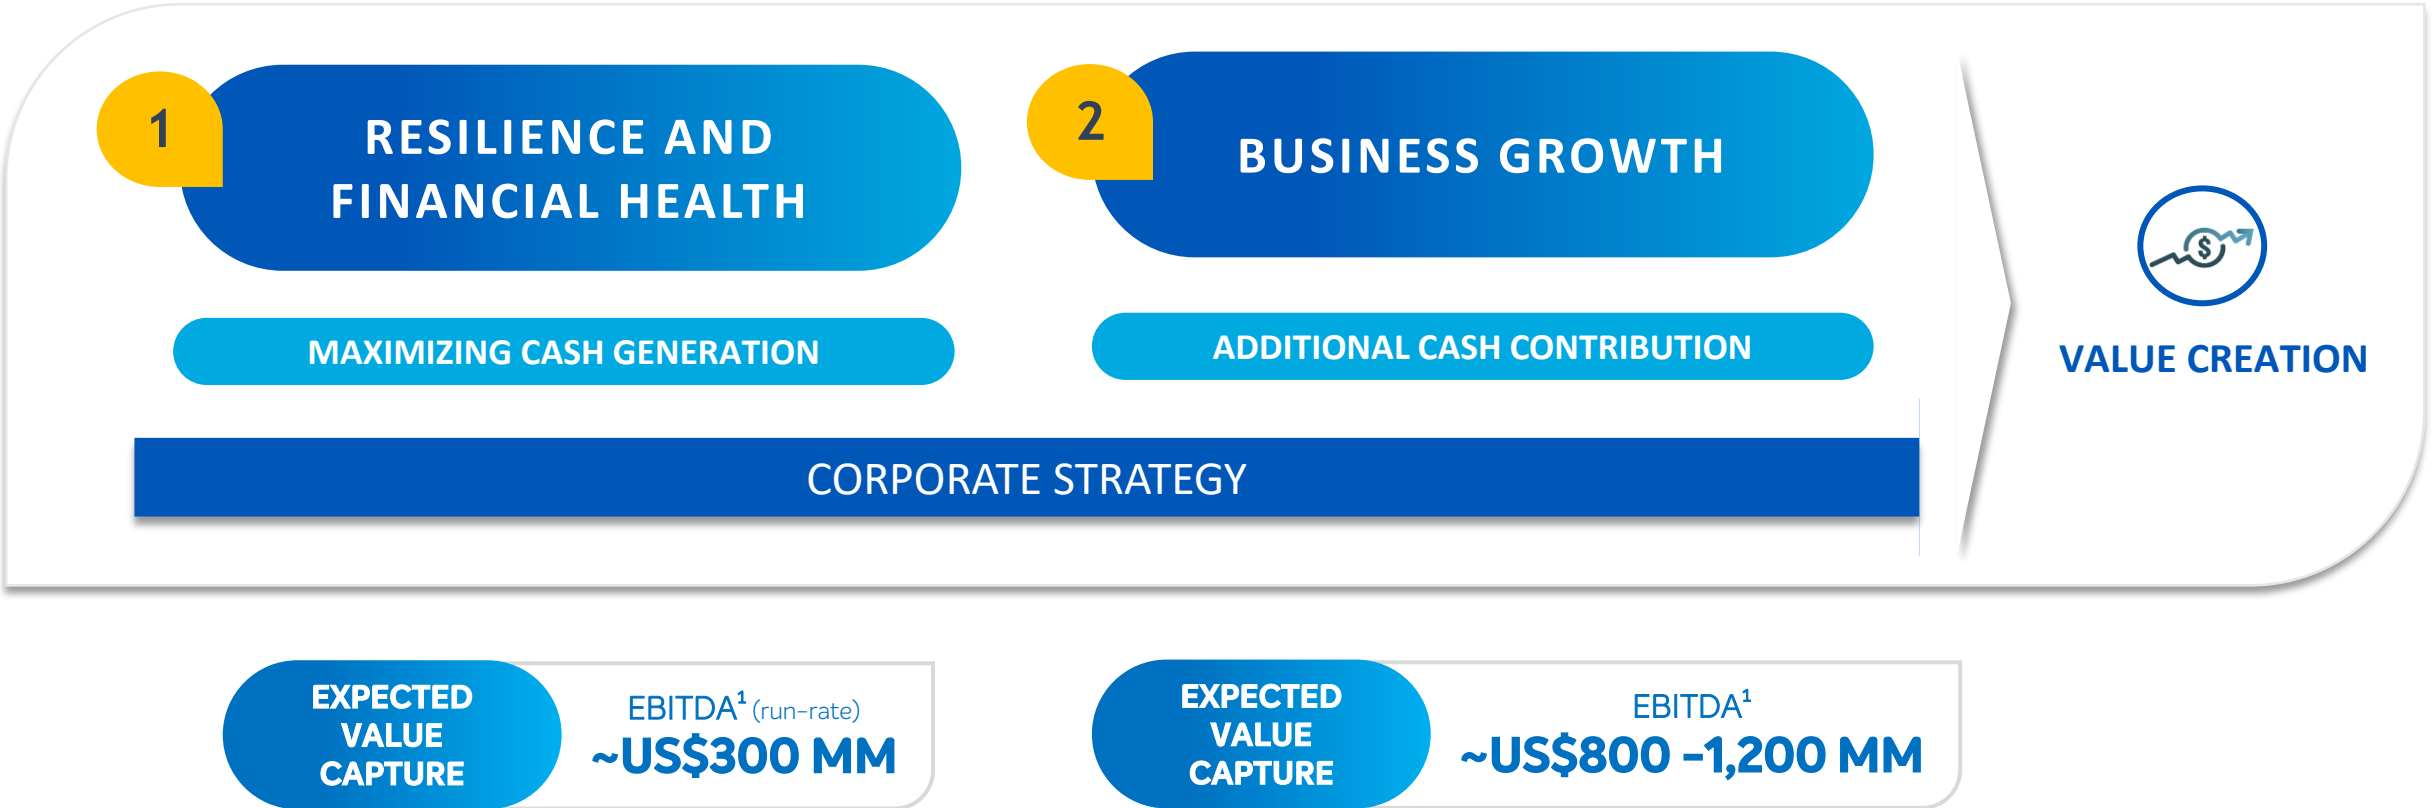 1
RESILIENCE AND
FINANCIAL HEALTH
MAXIMIZING CASH GENERATION
2
BUSINESS GROWTH
ADDITIONAL CASH CONTRIBUTION
CORPORATE STRATEGY
$
VALUE CREATION
EXPECTED
VALUE
CAPTURE
EBITDA¹ (run-rate)
~US$300 MM
EXPECTED
VALUE
CAPTURE
EBITDA¹
~US$800 -1,200 MM